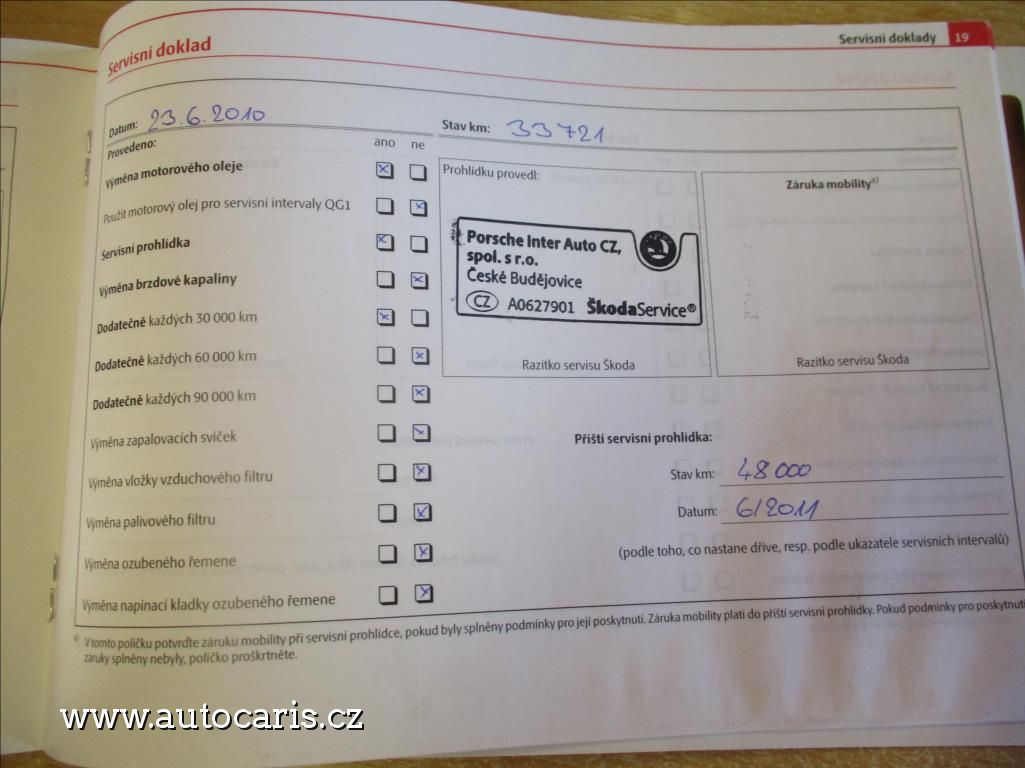 Servisní doklady 19
Servisní doklad
Datum: 23.6.2010
Stav km: 33721
Provedeno:
ano ne
Výměna motorového oleje
Použit motorový olej pro servisní intervaly QG1
Servisní prohlídka
Výměna brzdové kapaliny
Dodatečně každých 30 000 km
Dodatečně každých 60 000 km
Dodatečně každých 90 000 km
Výměna zapalovacích svíček
Výměna vložky vzduchového filtru
Výměna palivového filtru
Výměna ozubeného řemene
Výměna napínací kladky ozubeného řemene
Prohlídku provedl:
Porsche Inter Auto CZ,
spol. s r.o.
České Budějovice
CZ A0627901 ŠkodaService®
Razítko servisu Škoda
Záruka mobility a)
Razítko servisu Škoda
Příští servisní prohlídka:
Stav km: 48 000
Datum: 6/2011
(podle toho, co nastane dříve, resp. podle ukazatele servisních intervalů)
a) V tomto políčku potvrďte záruku mobility při servisní prohlídce, pokud byly splněny podmínky pro její poskytnutí. Záruka mobility platí do příští servisní prohlídky. Pokud podmínky pro poskytnutí
záruky splněny nebyly, políčko proškrtněte.
www.autocaris.cz